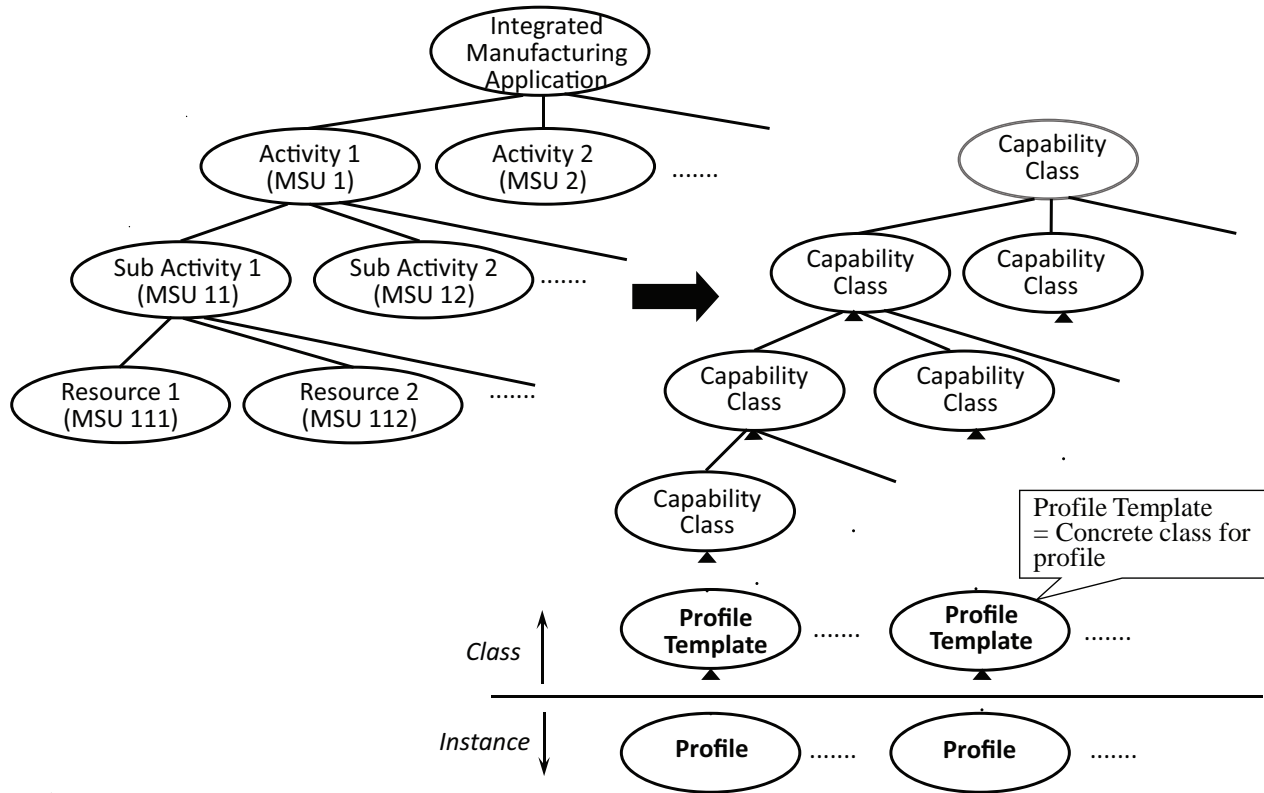 Integrated
Manufacturing
Application
Activity 1
(MSU 1)
Activity 2
(MSU 2)
.......
Sub Activity 1
(MSU 11)
Sub Activity 2
(MSU 12)
.......
Resource 1
(MSU 111)
Resource 2
(MSU 112)
.......
Capability
Class
Capability
Class
Capability
Class
Capability
Class
Capability
Class
Capability
Class
Profile Template
= Concrete class for
profile
Class
Profile
Template
.......
Profile
Template
.......
Instance
Profile
.......
Profile
.......